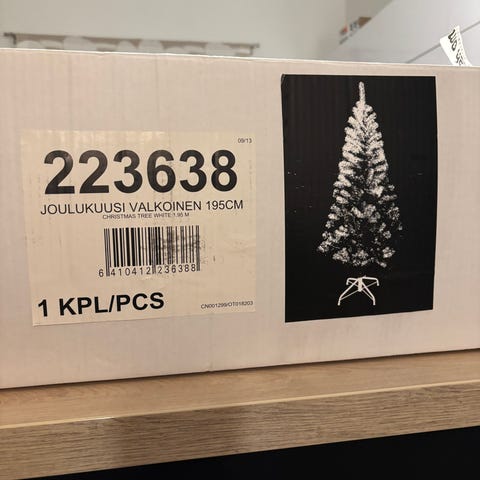 09/13
223638
JOULUKUUSI VALKOINEN 195CM
CHRISTMAS TREE WHITE 1,95 M
6 410412 236388
1 KPL/PCS
CN001299/OT018203